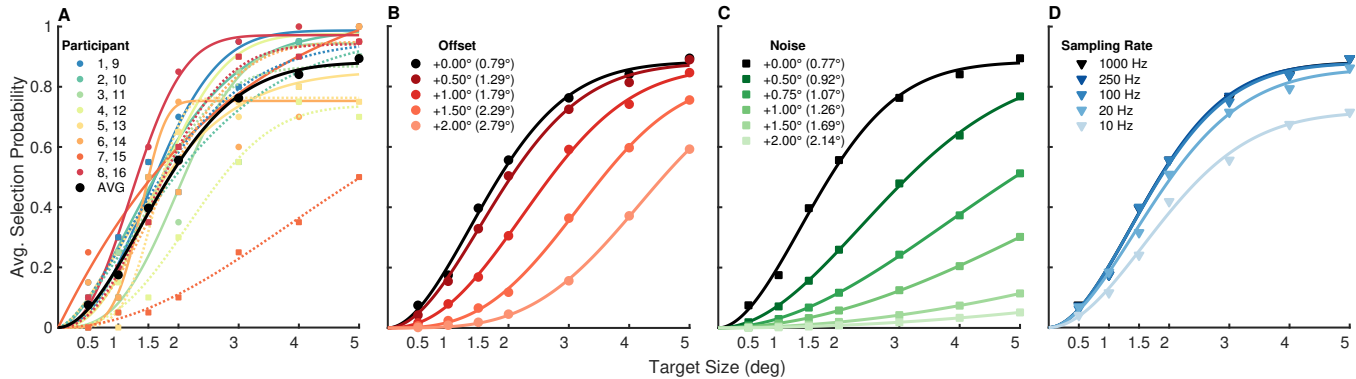 A
B
C
D
Avg. Selection Probability
1
0.8
0.6
0.4
0.2
0
Participant
1, 9
2, 10
3, 11
4, 12
5, 13
6, 14
7, 15
8, 16
AVG
0.5 1 1.5 2 3 4 5
Offset
+0.00° (0.79°)
+0.50° (1.29°)
+1.00° (1.79°)
+1.50° (2.29°)
+2.00° (2.79°)
0.5 1 1.5 2 3 4 5
Noise
+0.00° (0.77°)
+0.50° (0.92°)
+0.75° (1.07°)
+1.00° (1.26°)
+1.50° (1.69°)
+2.00° (2.14°)
0.5 1 1.5 2 3 4 5
Sampling Rate
1000 Hz
250 Hz
100 Hz
20 Hz
10 Hz
0.5 1 1.5 2 3 4 5
Target Size (deg)